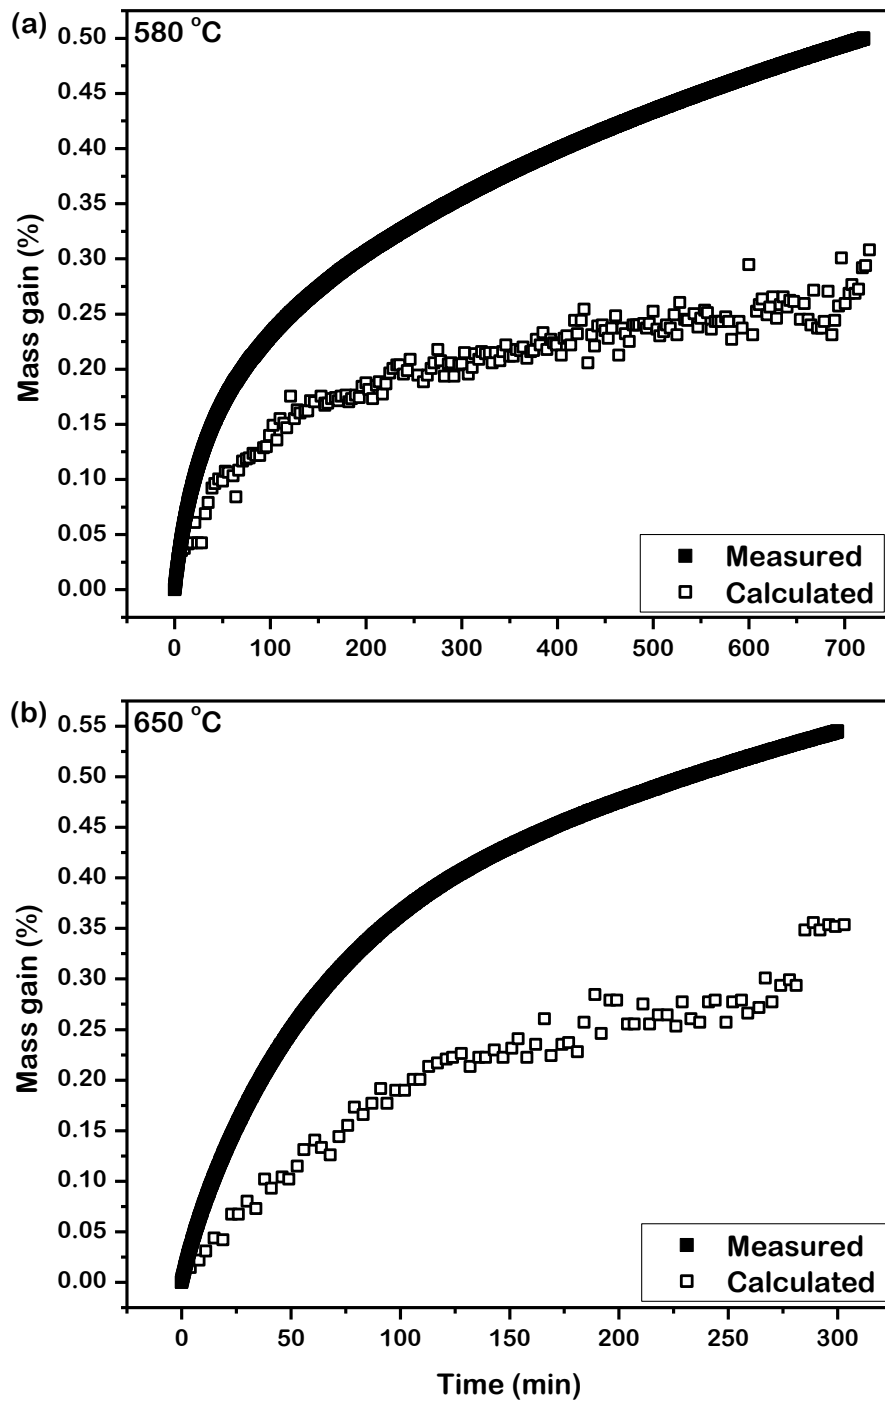 (a)
580 °C
0.50
0.45
0.40
0.35
0.30
0.25
0.20
0.15
0.10
0.05
0.00
Mass gain (%)
Measured
Calculated
0 100 200 300 400 500 600 700
(b)
650 °C
0.55
0.50
0.45
0.40
0.35
0.30
0.25
0.20
0.15
0.10
0.05
0.00
Mass gain (%)
Measured
Calculated
0 50 100 150 200 250 300
Time (min)